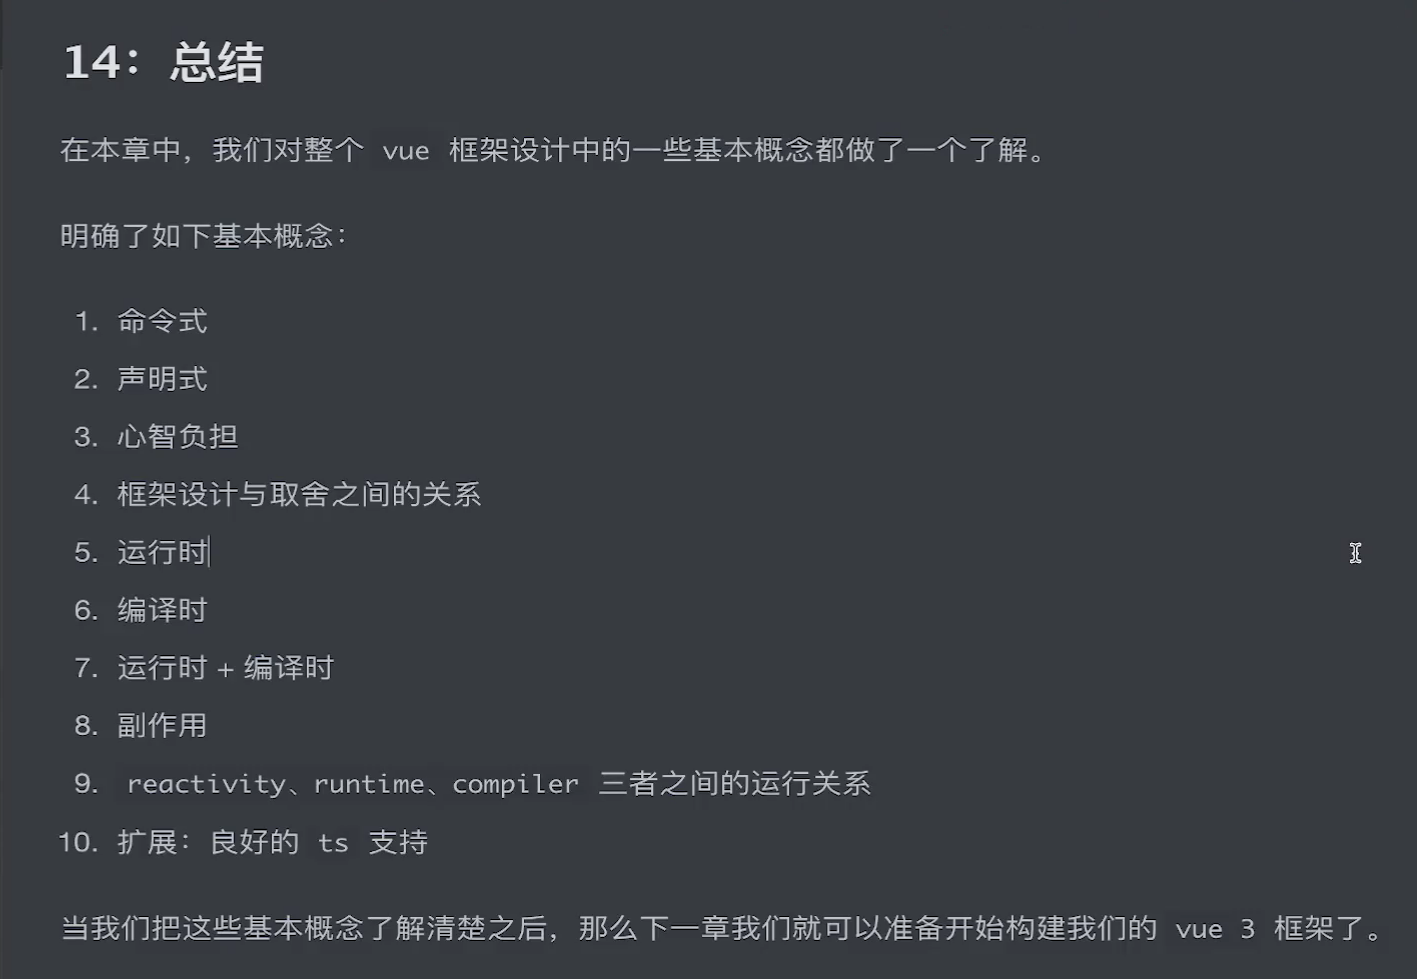 14：总结
在本章中，我们对整个 vue 框架设计中的一些基本概念都做了一个了解。
明确了如下基本概念：
1. 命令式
2. 声明式
3. 心智负担
4. 框架设计与取舍之间的关系
5. 运行时
6. 编译时
7. 运行时 + 编译时
8. 副作用
9. reactivity、runtime、compiler 三者之间的运行关系
10. 扩展：良好的 ts 支持
当我们把这些基本概念了解清楚之后，那么下一章我们就可以准备开始构建我们的 vue 3 框架了。